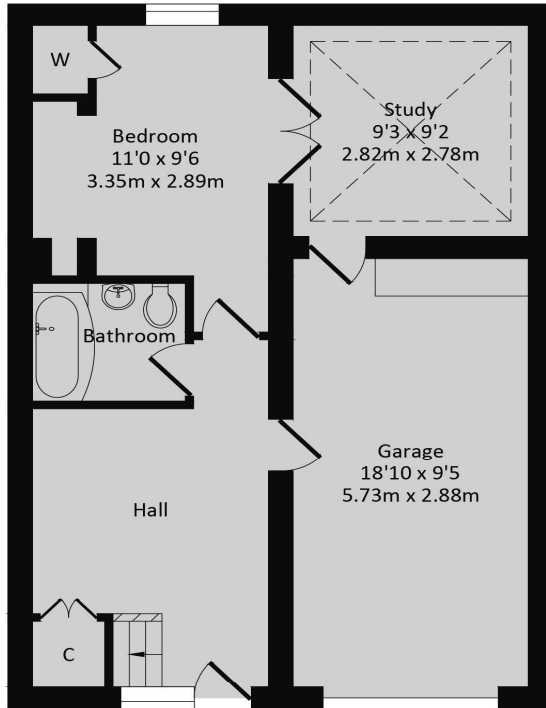 W
Bedroom
11'0 x 9'6
3.35m x 2.89m
Study
9'3 x 9'2
2.82m x 2.78m
Bathroom
Garage
18'10 x 9'5
5.73m x 2.88m
Hall
C